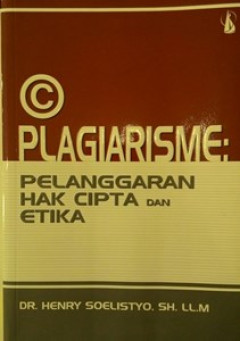 ©
PLAGIARISME:
PELANGGARAN
HAK CIPTA DAN
ETIKA
DR. HENRY SOELISTYO. SH. LL.M